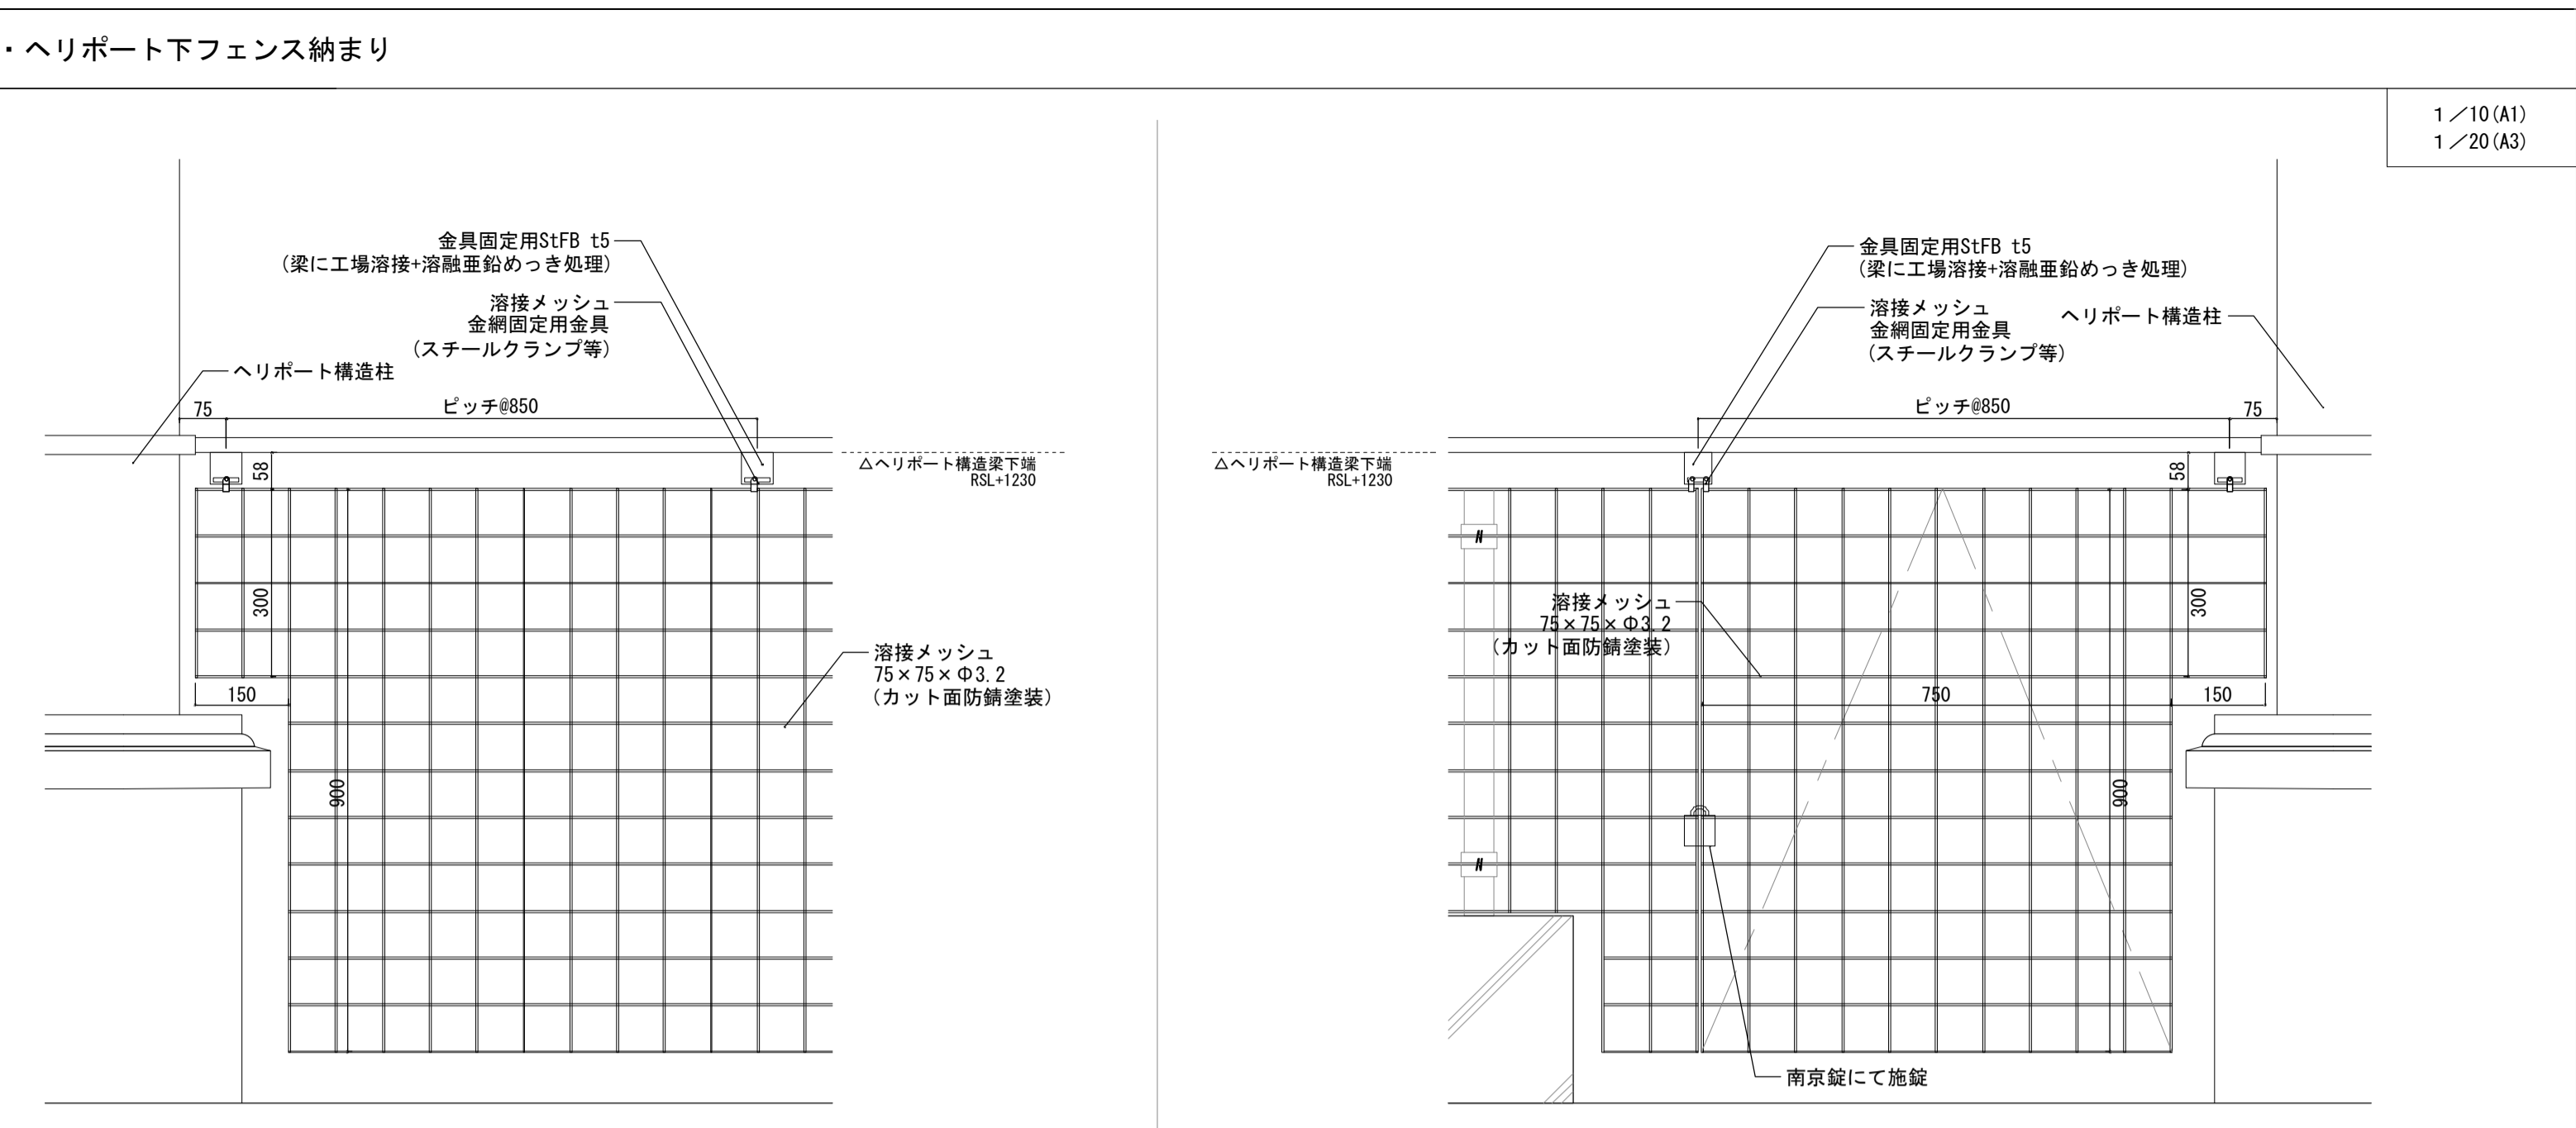 ・ヘリポート下フェンス納まり
1／10(A1)
1／20(A3)
金具固定用StFB t5
(梁に工場溶接+溶融亜鉛めっき処理)
溶接メッシュ
金網固定用金具
(スチールクランプ等)
ヘリポート構造柱
75
ピッチ@850
58
△ヘリポート構造梁下端
RSL+1230
300
溶接メッシュ
75×75×Φ3.2
(カット面防錆塗装)
150
900
金具固定用StFB t5
(梁に工場溶接+溶融亜鉛めっき処理)
溶接メッシュ
金網固定用金具
(スチールクランプ等)
ヘリポート構造柱
ピッチ@850
75
△ヘリポート構造梁下端
RSL+1230
58
N
溶接メッシュ
75×75×Φ3.2
(カット面防錆塗装)
300
750
150
900
N
南京錠にて施錠